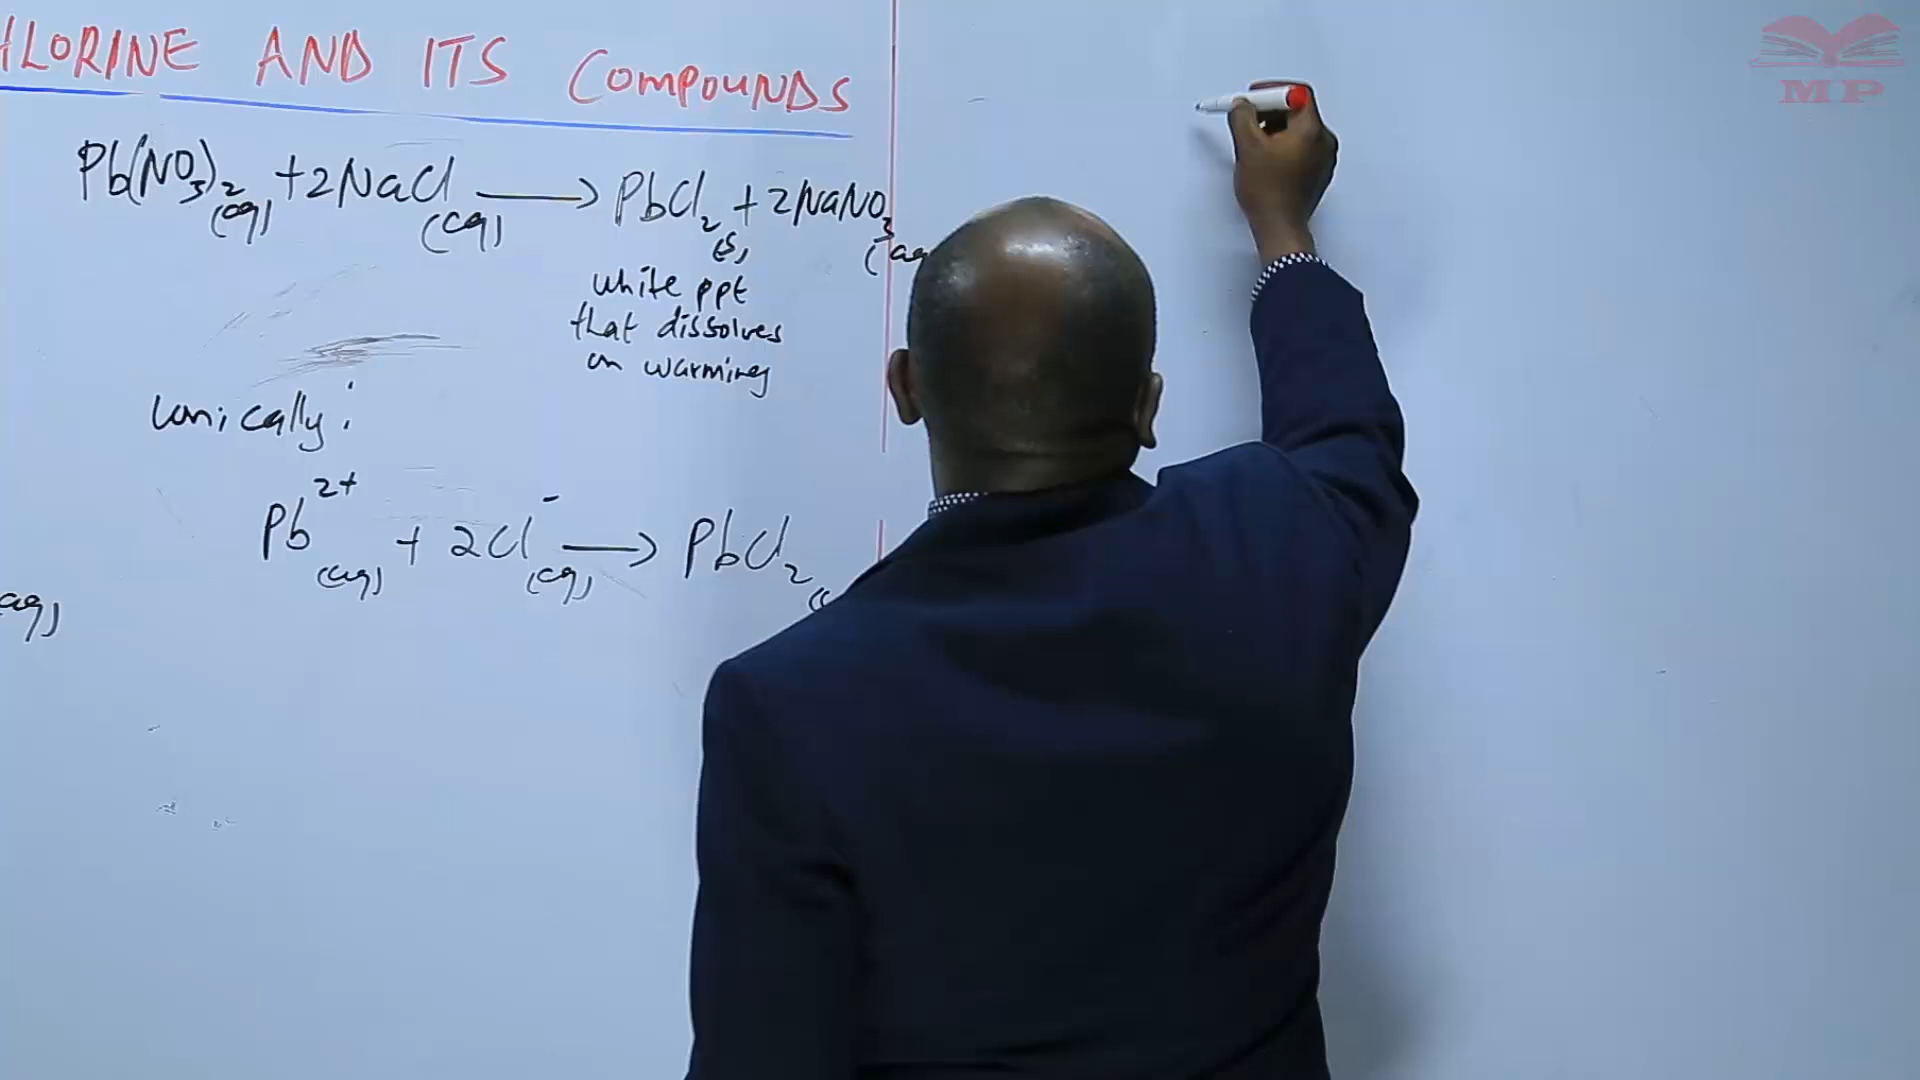 HLORINE AND ITS COMPOUNDS
Pb(NO₃)₂(aq) + 2NaCl(aq) ⟶ PbCl₂(s) + 2NaNO₃(aq
white ppt
that dissolves
on warming
Ionically:
Pb²⁺(aq) + 2Cl⁻(aq) ⟶ PbCl₂(
aq)
MP